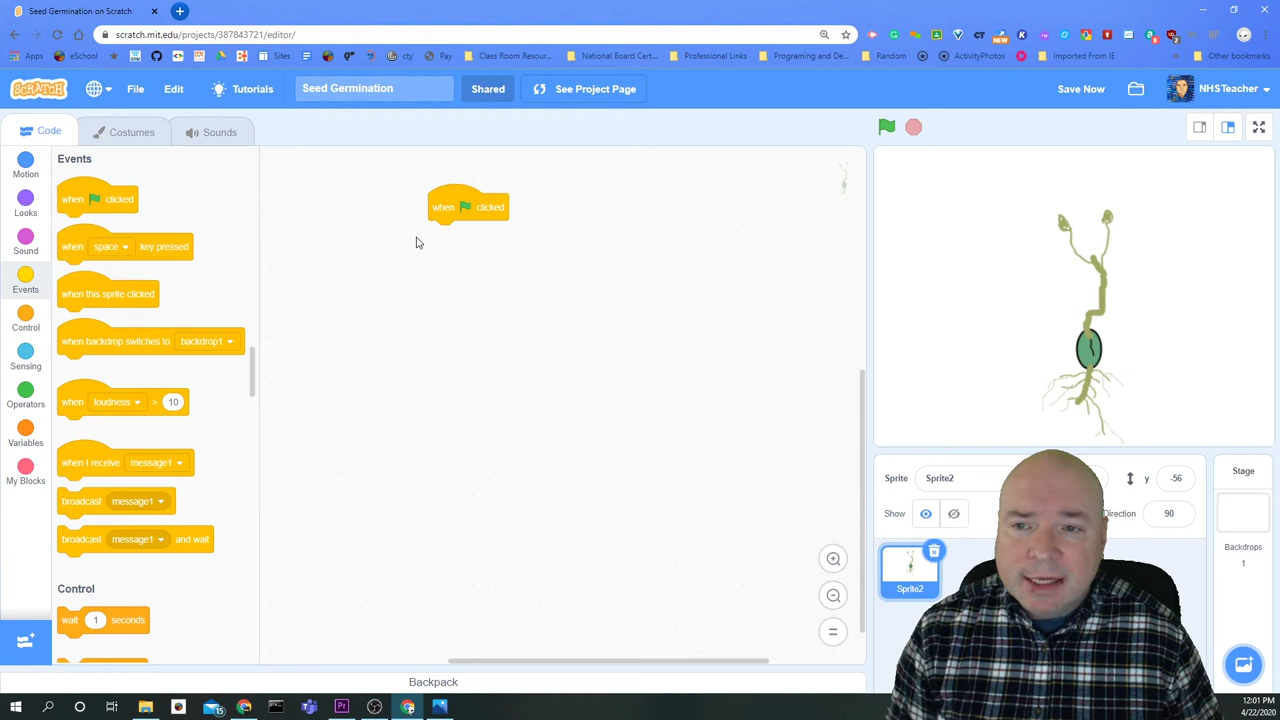 Seed Germination on Scratch
scratch.mit.edu/projects/387843721/editor/
Apps
eSchool
Sites
cty
Pay
Class Room Resour...
National Board Cert...
Professional Links
Programing and De...
Random
ActivityPhotos
Imported From IE
Other bookmarks
NEW
SCRATCH
File
Edit
Tutorials
Seed Germination
Shared
See Project Page
Save Now
NHSTeacher
Code
Costumes
Sounds
Motion
Looks
Sound
Events
Control
Sensing
Operators
Variables
My Blocks
Events
when clicked
when space key pressed
when this sprite clicked
when backdrop switches to backdrop1
when loudness > 10
when I receive message1
broadcast message1
broadcast message1 and wait
Control
wait 1 seconds
when clicked
Sprite
Sprite2
y
-56
Show
Direction
90
Sprite2
Stage
Backdrops
1
Backpack
12:01 PM
4/22/2020